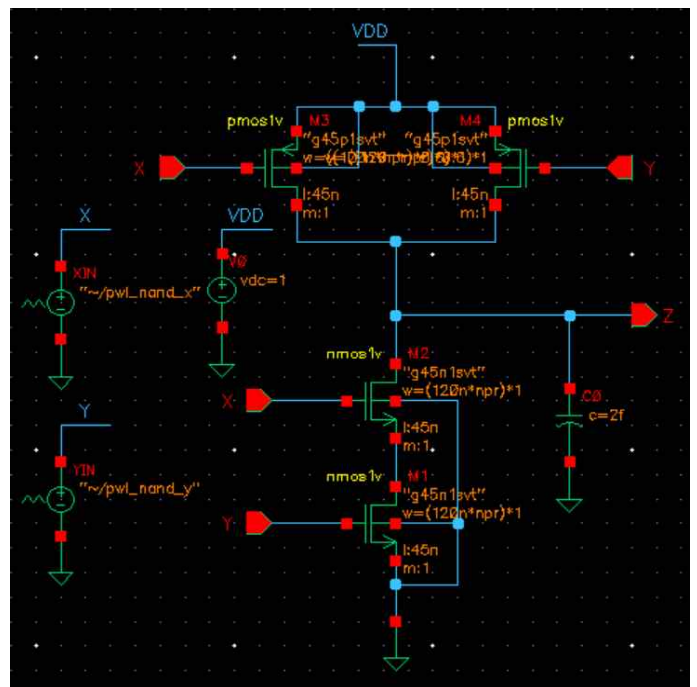 VDD
pmos1v M3 M4 pmos1v
"g45p1svt" "g45p1svt"
X Y
l:45n l:45n
m:1 m:1
X VDD
XIN V0
"~/pwl_nand_x" vdc=1
Z
nmos1v M2
"g45n1svt"
w=(120n*npr)*1
C0
X c=2f
l:45n
m:1
Y
nmos1v M1
YIN "g45n1svt"
"~/pwl_nand_y" w=(120n*npr)*1
Y
l:45n
m:1